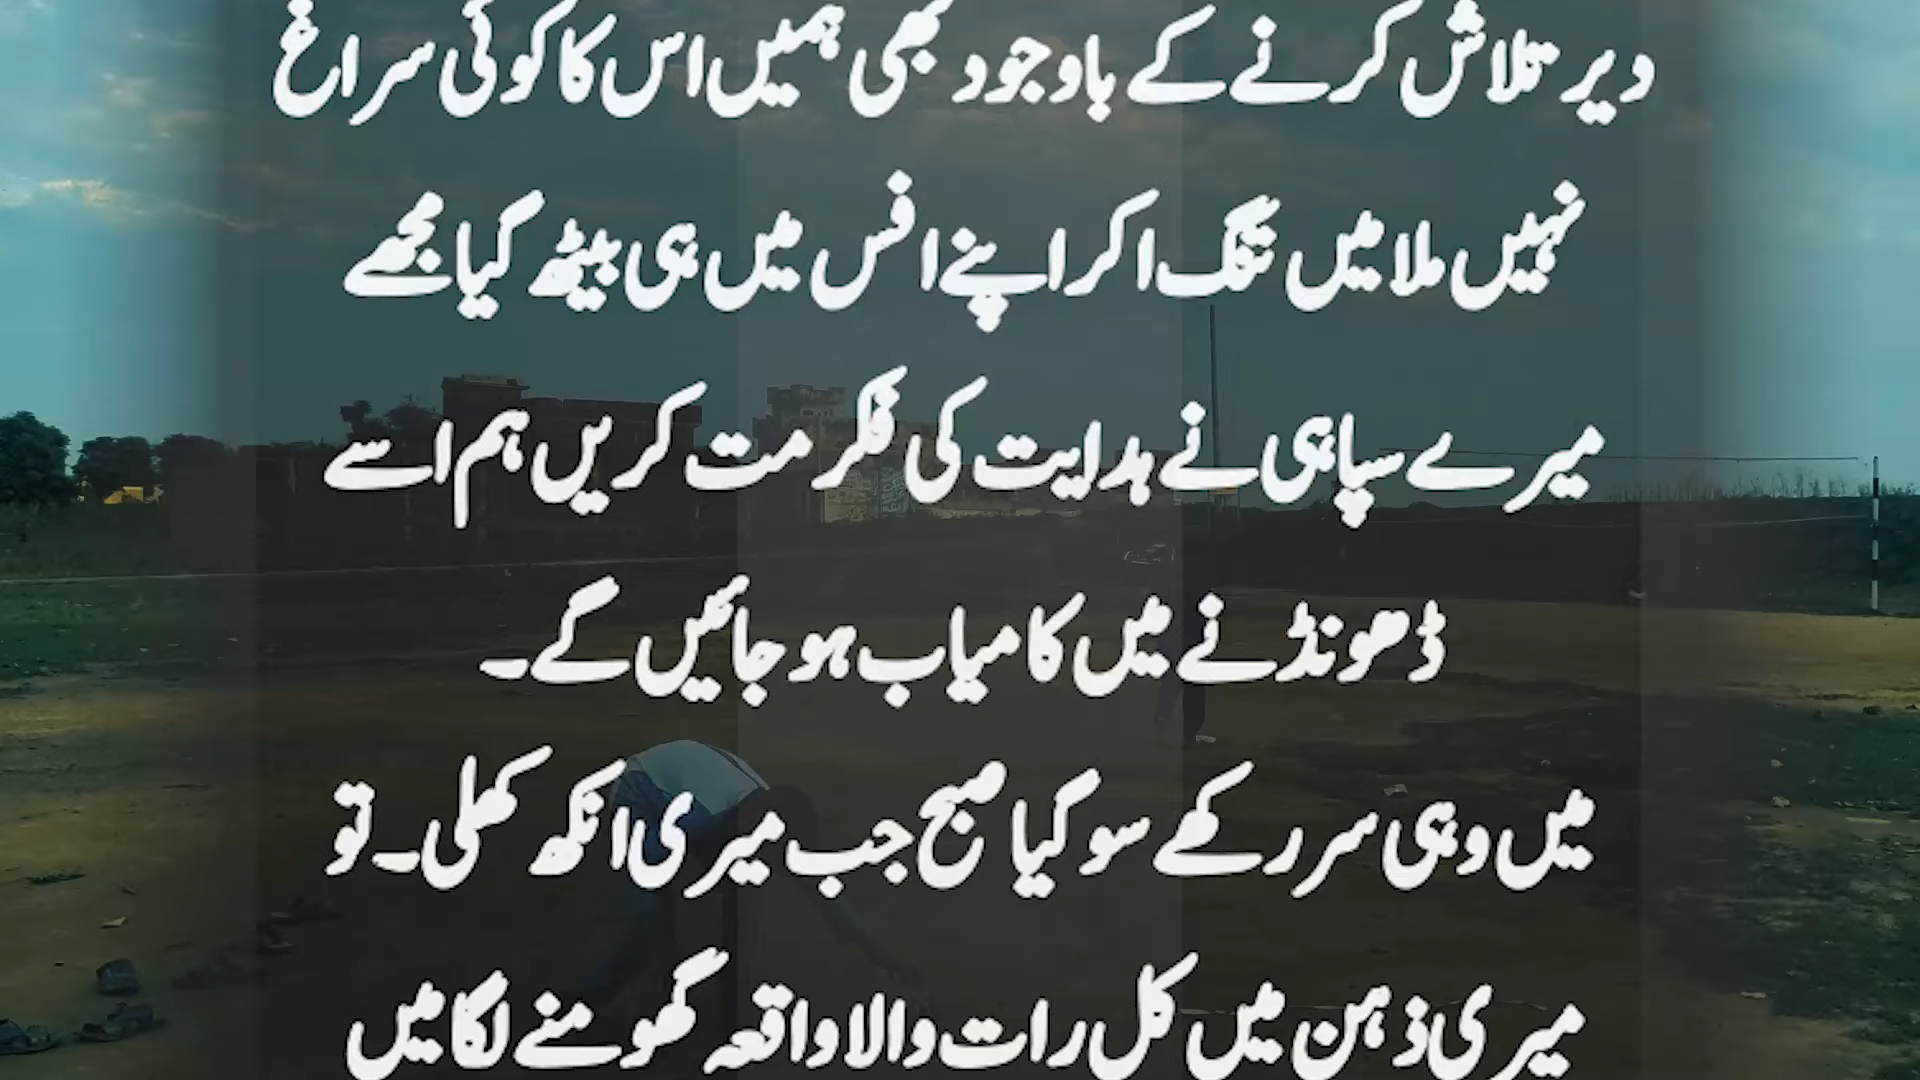 دیر تلاش کرنے کے باوجود بھی ہمیں اس کا کوئی سراغ
نہیں ملا میں تنگ اکر اپنے افس میں ہی بیٹھ گیا مجھے
میرے سپاہی نے ہدایت کی فکر مت کریں ہم اسے
ڈھونڈنے میں کامیاب ہو جائیں گے۔
میں وہی سر رکھے سو گیا صبح جب میری انکھ کھلی۔ تو
میری ذہن میں کل رات والا واقعہ گھومنے لگا میں